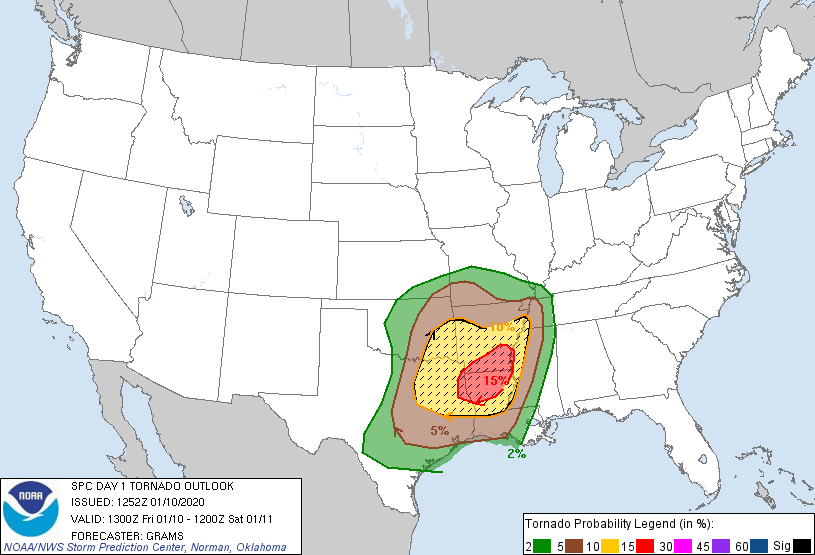 10%
15%
5%
2%
NOAA
SPC DAY 1 TORNADO OUTLOOK
ISSUED: 1252Z 01/10/2020
VALID: 1300Z Fri 01/10 - 1200Z Sat 01/11
FORECASTER: GRAMS
NOAA/NWS Storm Prediction Center, Norman, Oklahoma
Tornado Probability Legend (in %):
2 5 10 15 30 45 60 Sig